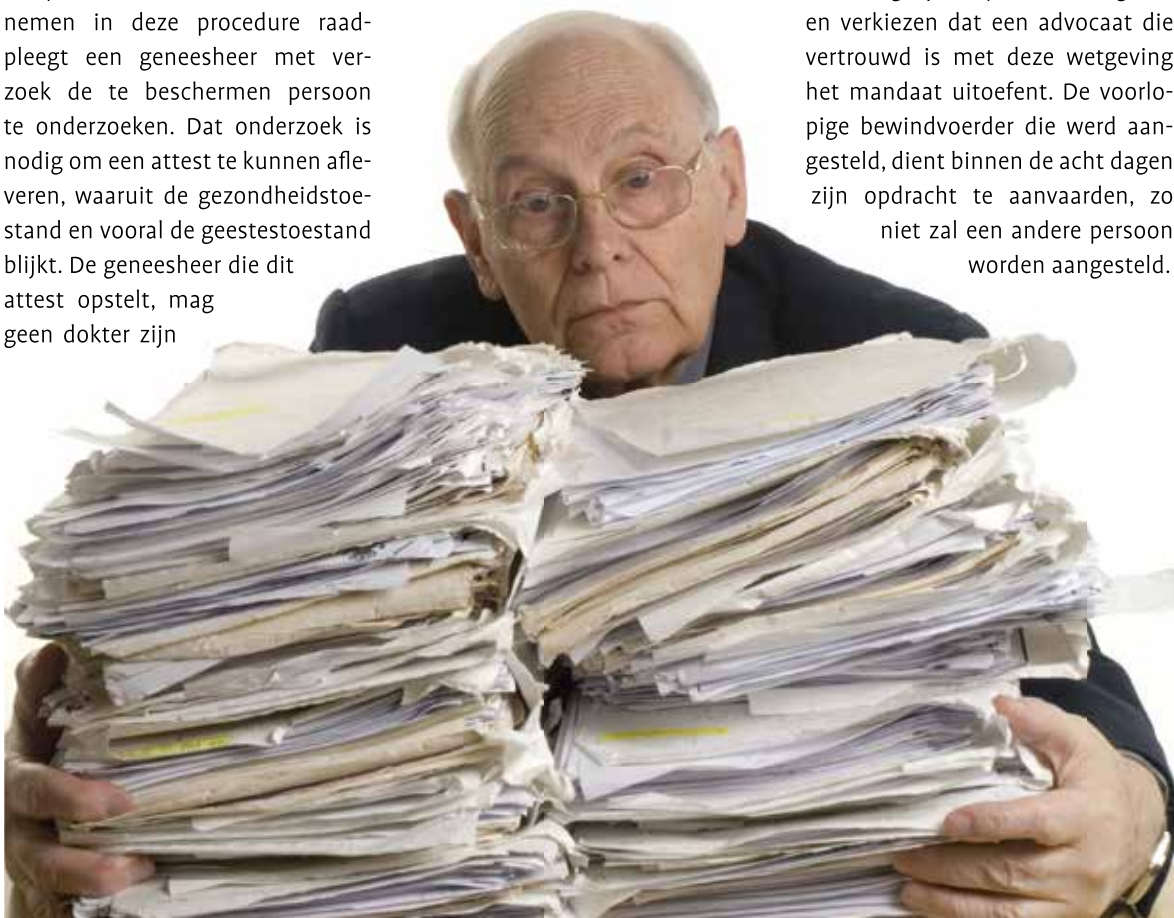 nemen in deze procedure raad-
pleegt een geneesheer met ver-
zoek de te beschermen persoon
te onderzoeken. Dat onderzoek is
nodig om een attest te kunnen afle-
veren, waaruit de gezondheidstoe-
stand en vooral de geestestoestand
blijkt. De geneesheer die dit
attest opstelt, mag
geen dokter zijn
en verkiezen dat een advocaat die
vertrouwd is met deze wetgeving
het mandaat uitoefent. De voorlo-
pige bewindvoerder die werd aan-
gesteld, dient binnen de acht dagen
zijn opdracht te aanvaarden, zo
niet zal een andere persoon
worden aangesteld.